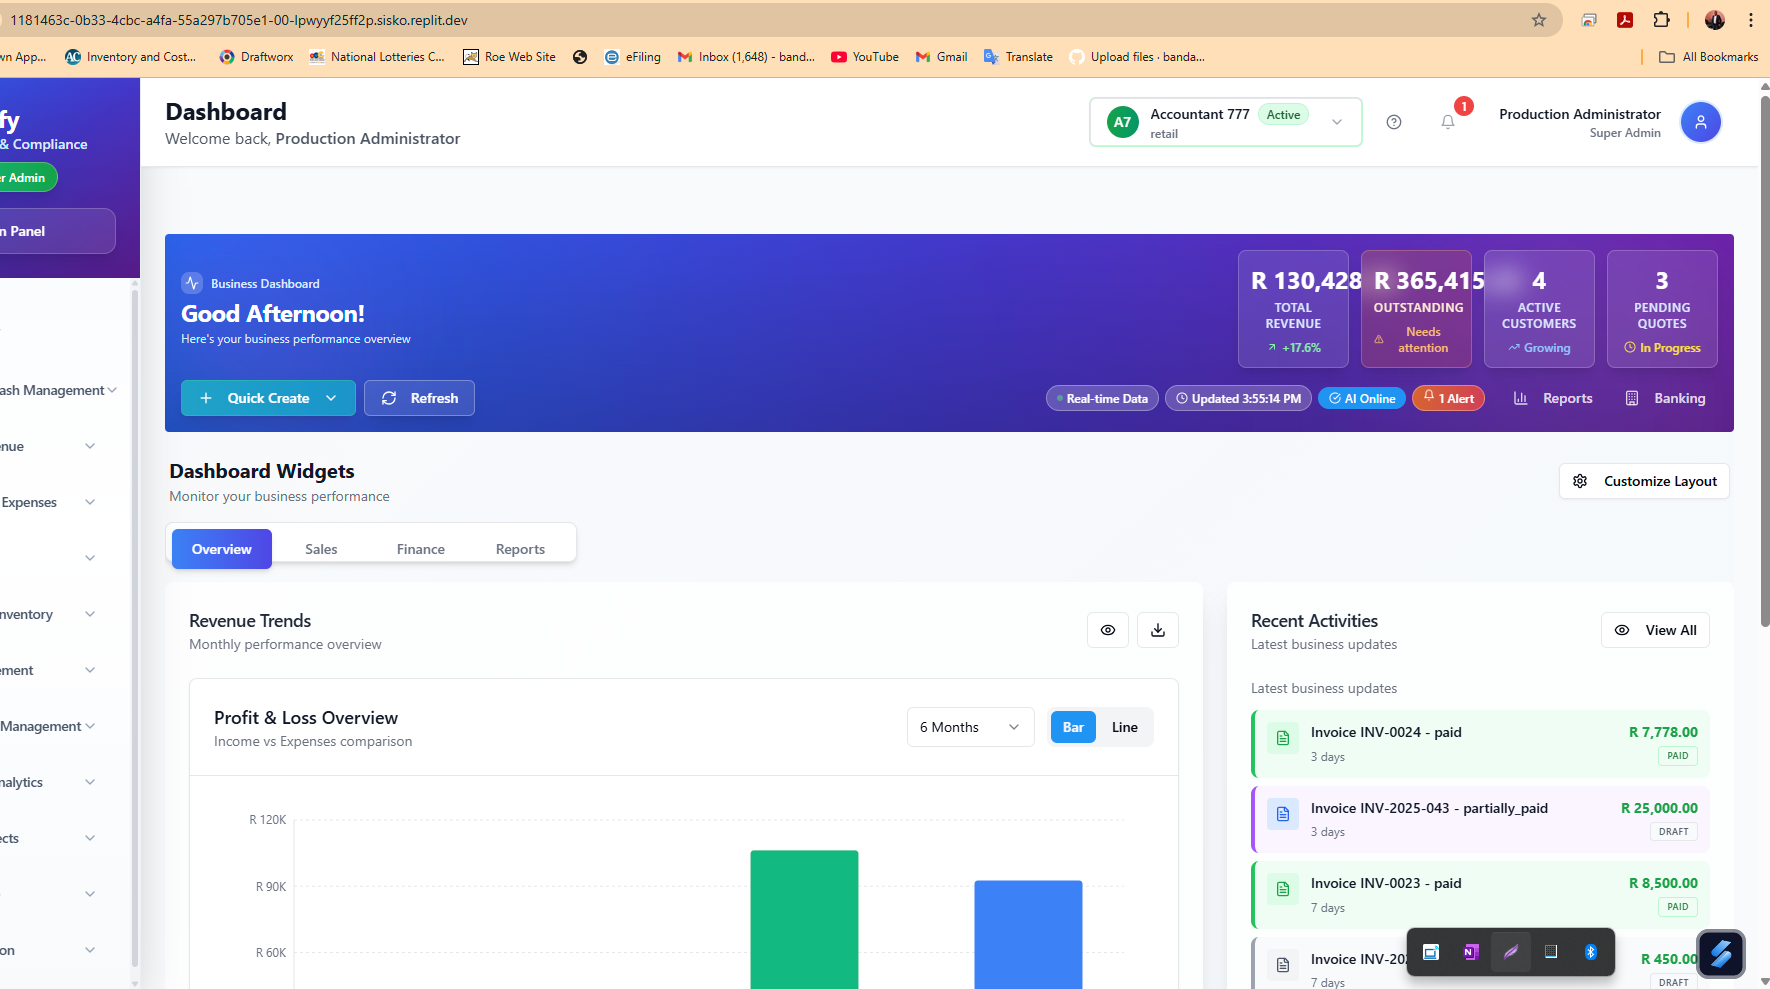 1181463c-0b33-4cbc-a4fa-55a297b705e1-00-lpwyyf25ff2p.sisko.replit.dev
wn App...
Inventory and Cost...
Draftworx
National Lotteries C...
Roe Web Site
eFiling
Inbox (1,648) - band...
YouTube
Gmail
Translate
Upload files · banda...
All Bookmarks
fy
& Compliance
er Admin
n Panel
ash Management
enue
Expenses
nventory
ement
Management
nalytics
ects
on
Dashboard
Welcome back, Production Administrator
A7
Accountant 777
Active
retail
1
Production Administrator
Super Admin
Business Dashboard
Good Afternoon!
Here's your business performance overview
R 130,428
TOTAL
REVENUE
+17.6%
R 365,415
OUTSTANDING
Needs
attention
4
ACTIVE
CUSTOMERS
Growing
3
PENDING
QUOTES
In Progress
Quick Create
Refresh
Real-time Data
Updated 3:55:14 PM
AI Online
1 Alert
Reports
Banking
Dashboard Widgets
Monitor your business performance
Customize Layout
Overview
Sales
Finance
Reports
Revenue Trends
Monthly performance overview
Profit & Loss Overview
Income vs Expenses comparison
6 Months
Bar
Line
R 120K
R 90K
R 60K
Recent Activities
Latest business updates
View All
Latest business updates
Invoice INV-0024 - paid
R 7,778.00
3 days
PAID
Invoice INV-2025-043 - partially_paid
R 25,000.00
3 days
DRAFT
Invoice INV-0023 - paid
R 8,500.00
7 days
PAID
Invoice INV-202
R 450.00
7 days
DRAFT